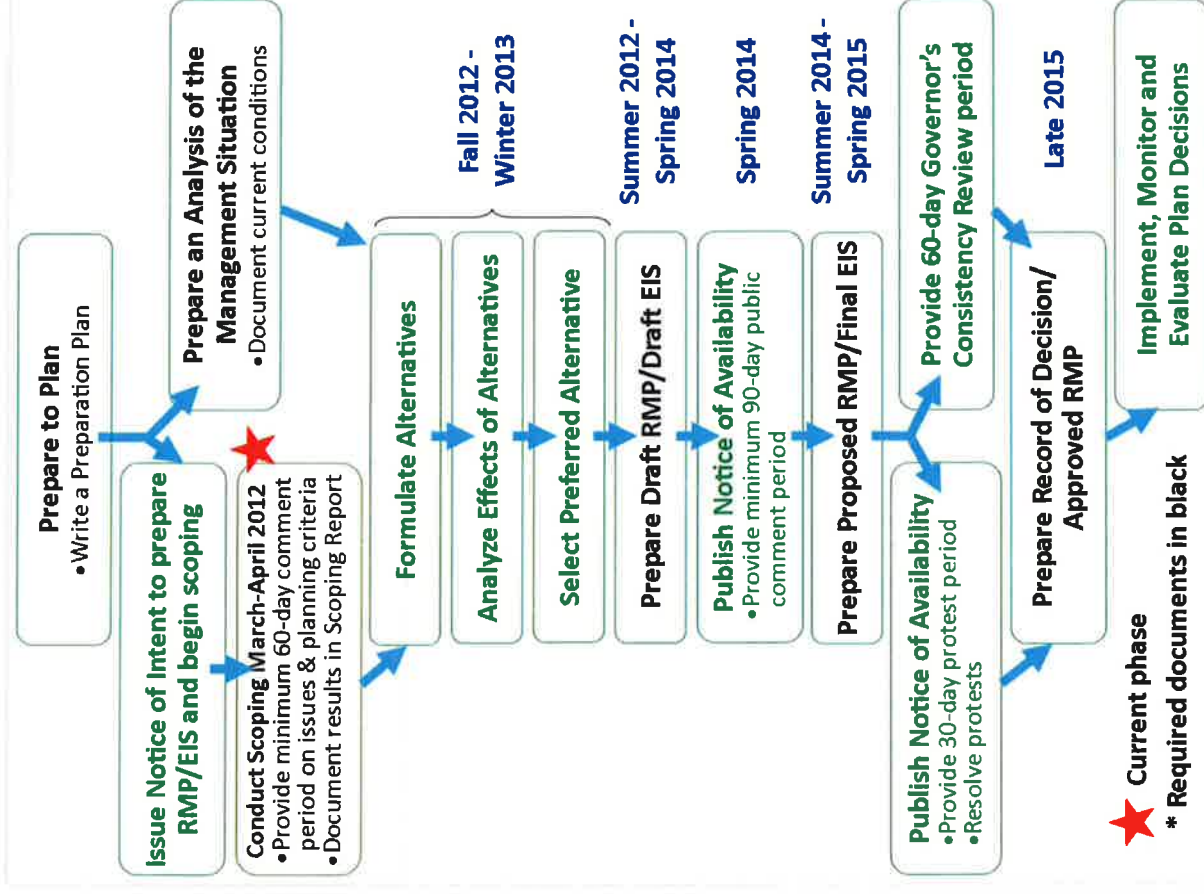 Prepare to Plan
•Write a Preparation Plan
Issue Notice of Intent to prepare
RMP/EIS and begin scoping
Prepare an Analysis of the
Management Situation
•Document current conditions
Conduct Scoping March-April 2012
•Provide minimum 60-day comment
period on issues & planning criteria
•Document results in Scoping Report
Formulate Alternatives
Analyze Effects of Alternatives
Select Preferred Alternative
Fall 2012 -
Winter 2013
Prepare Draft RMP/Draft EIS
Summer 2012 -
Spring 2014
Publish Notice of Availability
•Provide minimum 90-day public
comment period
Spring 2014
Prepare Proposed RMP/Final EIS
Summer 2014 -
Spring 2015
Publish Notice of Availability
•Provide 30-day protest period
•Resolve protests
Provide 60-day Governor's
Consistency Review period
Prepare Record of Decision/
Approved RMP
Late 2015
Implement, Monitor and
Evaluate Plan Decisions
Current phase
* Required documents in black